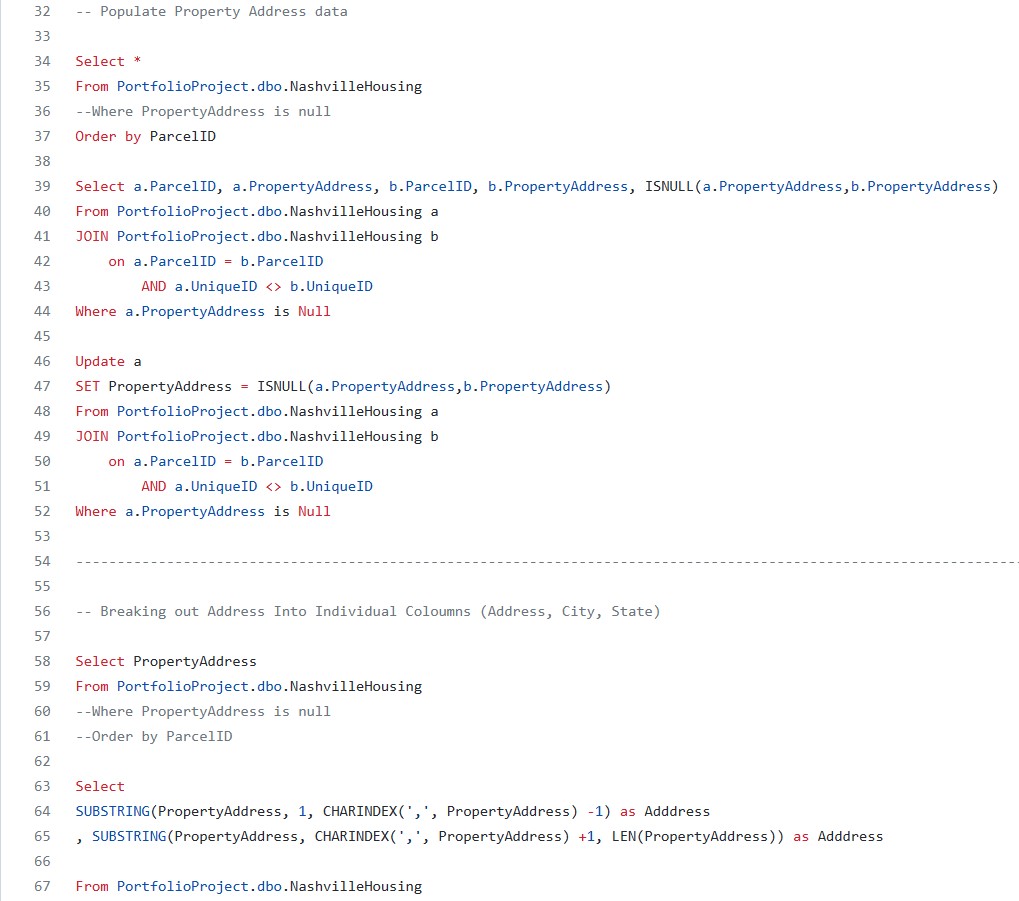 32 -- Populate Property Address data
33
34 Select *
35 From PortfolioProject.dbo.NashvilleHousing
36 --Where PropertyAddress is null
37 Order by ParcelID
38
39 Select a.ParcelID, a.PropertyAddress, b.ParcelID, b.PropertyAddress, ISNULL(a.PropertyAddress,b.PropertyAddress)
40 From PortfolioProject.dbo.NashvilleHousing a
41 JOIN PortfolioProject.dbo.NashvilleHousing b
42     on a.ParcelID = b.ParcelID
43         AND a.UniqueID <> b.UniqueID
44 Where a.PropertyAddress is Null
45
46 Update a
47 SET PropertyAddress = ISNULL(a.PropertyAddress,b.PropertyAddress)
48 From PortfolioProject.dbo.NashvilleHousing a
49 JOIN PortfolioProject.dbo.NashvilleHousing b
50     on a.ParcelID = b.ParcelID
51         AND a.UniqueID <> b.UniqueID
52 Where a.PropertyAddress is Null
53
54 ------------------------------------------------------------------------------------------------------------------
55
56 -- Breaking out Address Into Individual Coloumns (Address, City, State)
57
58 Select PropertyAddress
59 From PortfolioProject.dbo.NashvilleHousing
60 --Where PropertyAddress is null
61 --Order by ParcelID
62
63 Select
64 SUBSTRING(PropertyAddress, 1, CHARINDEX(',', PropertyAddress) -1) as Adddress
65 , SUBSTRING(PropertyAddress, CHARINDEX(',', PropertyAddress) +1, LEN(PropertyAddress)) as Adddress
66
67 From PortfolioProject.dbo.NashvilleHousing